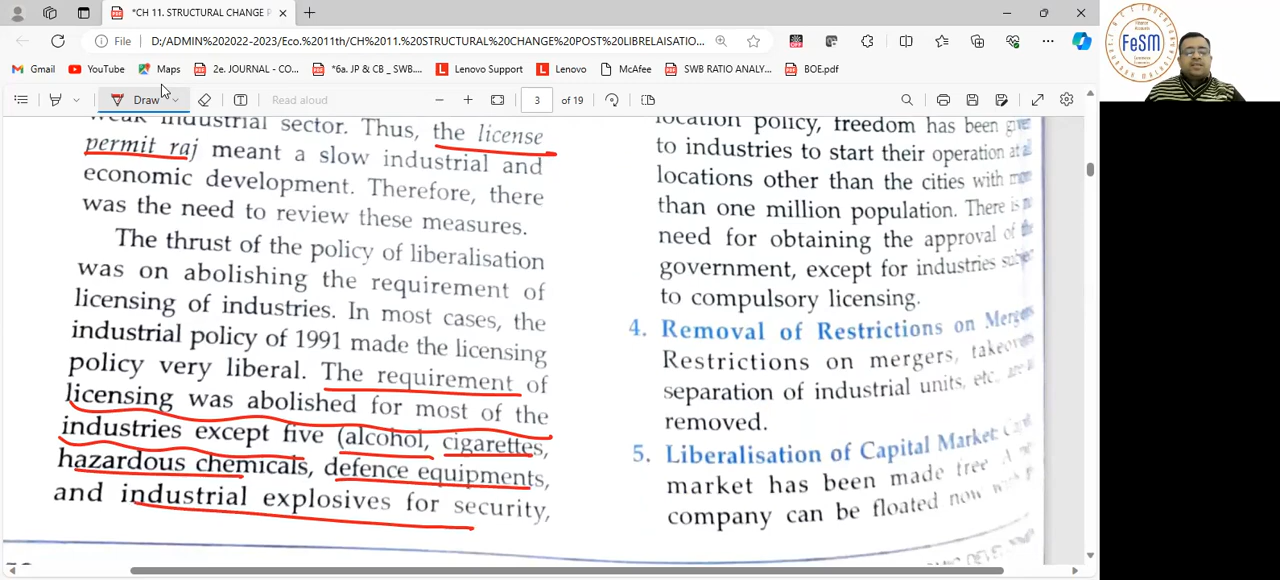 *CH 11. STRUCTURAL CHANGE P
File
D:/ADMIN%202022-2023/Eco.%2011th/CH%2011.%20STRUCTURAL%20CHANGE%20POST%20LIBRELAISATIO...
Gmail YouTube Maps 2e. JOURNAL - CO... *6a. JP & CB _ SWB.... Lenovo Support Lenovo McAfee SWB RATIO ANALY... BOE.pdf
Draw Read aloud 3 of 19
FeSM
weak industrial sector. Thus, the license
permit raj meant a slow industrial and
economic development. Therefore, there
was the need to review these measures.
The thrust of the policy of liberalisation
was on abolishing the requirement of
licensing of industries. In most cases, the
industrial policy of 1991 made the licensing
policy very liberal. The requirement of
licensing was abolished for most of the
industries except five (alcohol, cigarettes,
hazardous chemicals, defence equipments,
and industrial explosives for security,
location policy, freedom has been given
to industries to start their operation at all
locations other than the cities with more
than one million population. There is no
need for obtaining the approval of the
government, except for industries
to compulsory licensing.
4. Removal of Restrictions on Mergers
Restrictions on mergers, takeovers
separation of industrial units, etc.
removed.
5. Liberalisation of Capital Market:
market has been made free
company can be floated now